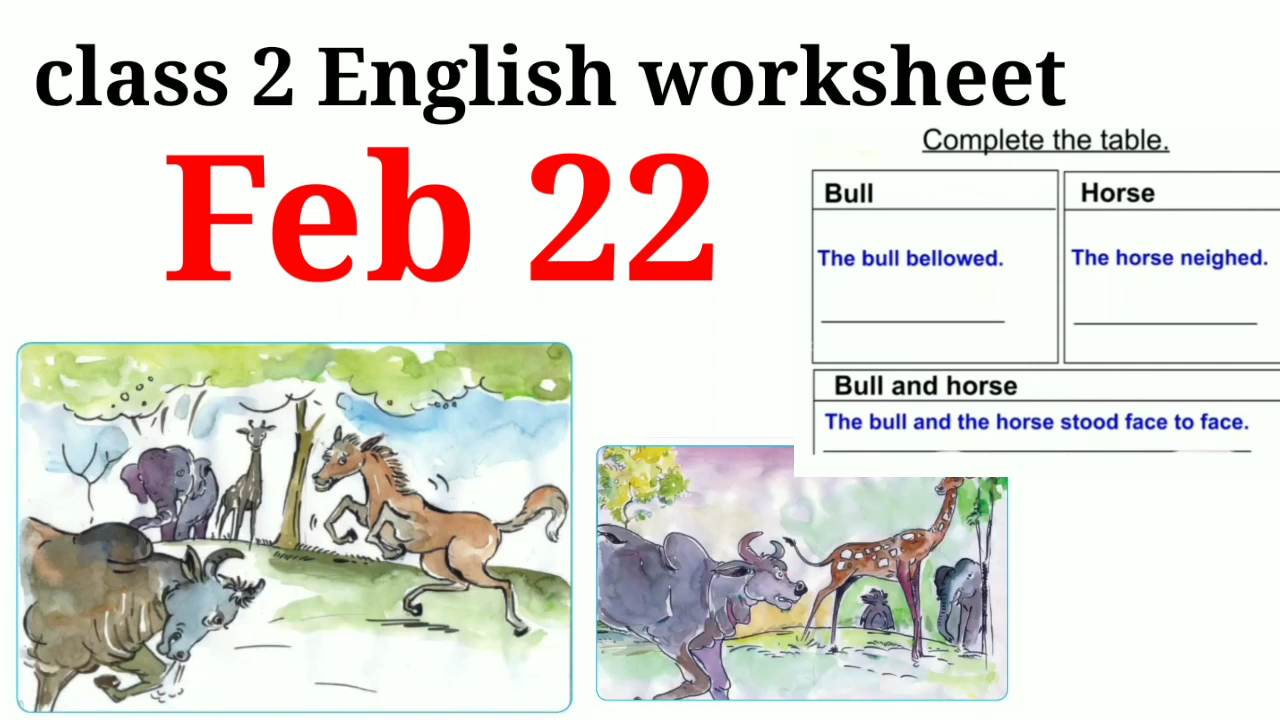 class 2 English worksheet
Feb 22
Complete the table.
Bull
Horse
The bull bellowed.
The horse neighed.
Bull and horse
The bull and the horse stood face to face.